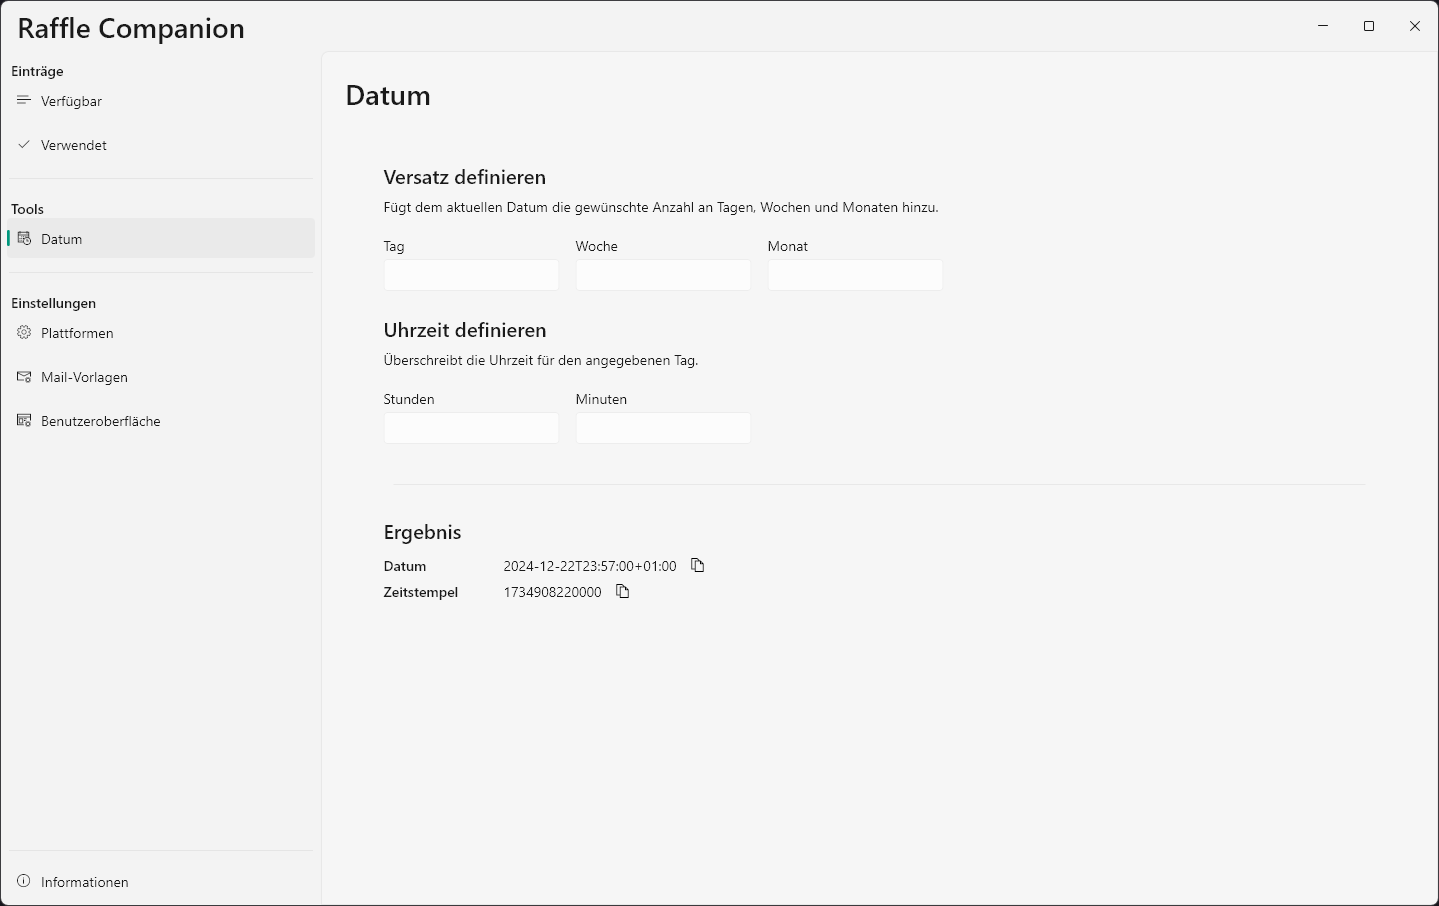 Raffle Companion
Einträge
Verfügbar
Verwendet
Tools
Datum
Einstellungen
Plattformen
Mail-Vorlagen
Benutzeroberfläche
Informationen
Datum
Versatz definieren
Fügt dem aktuellen Datum die gewünschte Anzahl an Tagen, Wochen und Monaten hinzu.
Tag Woche Monat
Uhrzeit definieren
Überschreibt die Uhrzeit für den angegebenen Tag.
Stunden Minuten
Ergebnis
Datum 2024-12-22T23:57:00+01:00
Zeitstempel 1734908220000